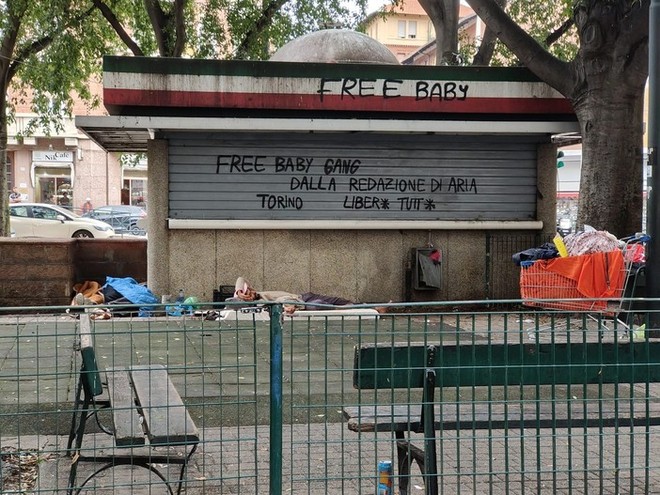 FREE BABY
FREE BABY GANG
DALLA REDAZIONE DI ARIA
TORINO LIBER* TUTT*